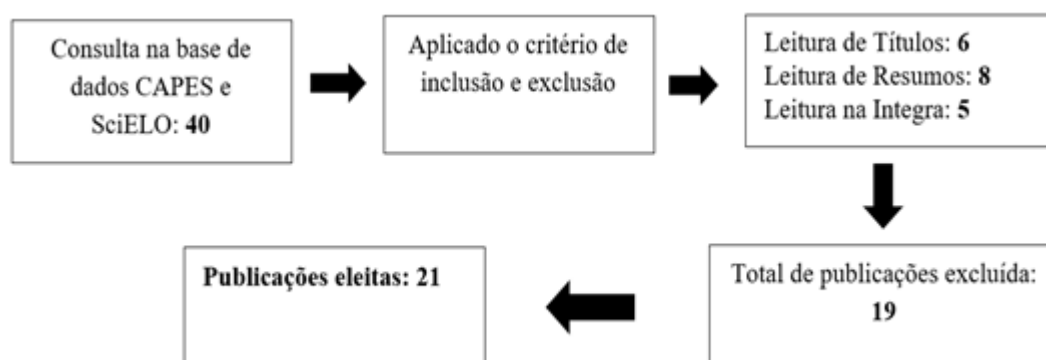 Consulta na base de
dados CAPES e
SciELO: 40
Aplicado o critério de
inclusão e exclusão
Leitura de Títulos: 6
Leitura de Resumos: 8
Leitura na Integra: 5
Total de publicações excluída:
19
Publicações eleitas: 21